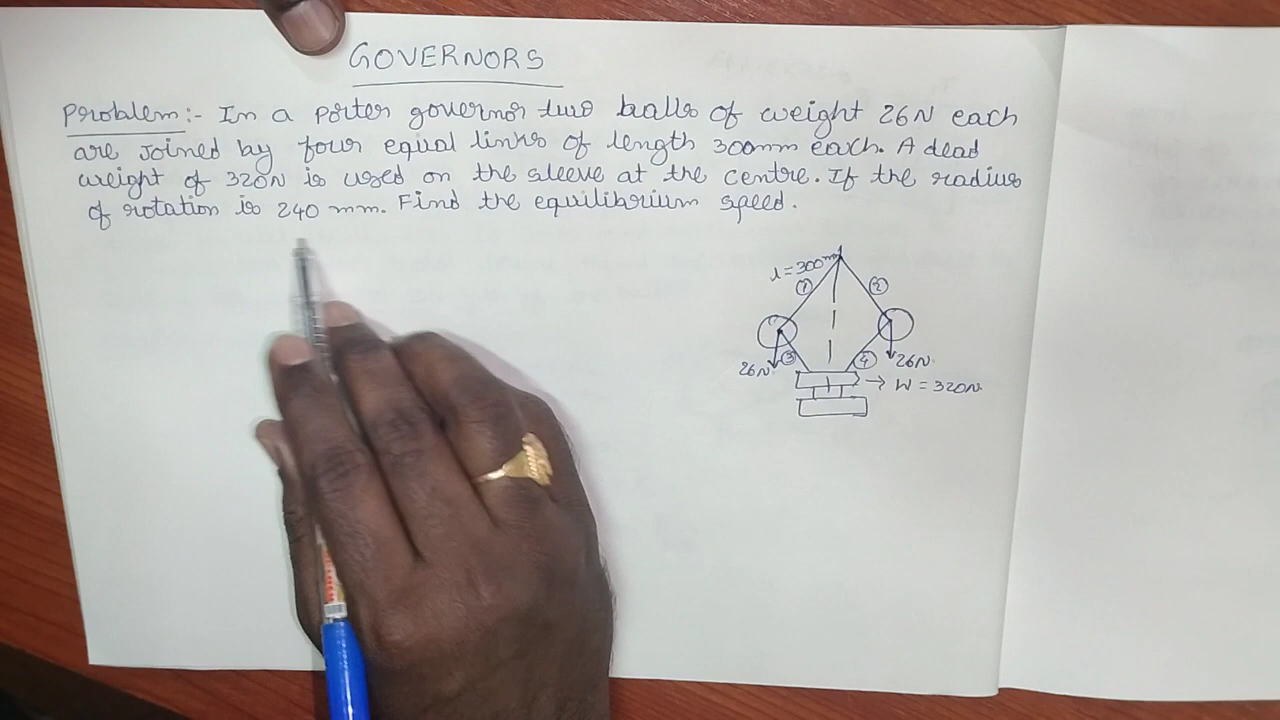 GOVERNORS
Problem:- In a porter governor two balls of weight 26N each
are joined by four equal links of length 300mm each. A dead
weight of 320N is used on the sleeve at the centre. If the radius
of rotation is 240 mm. Find the equilibrium speed.
l=300mm
① ②
③ ④
26N 26N
→ W = 320N